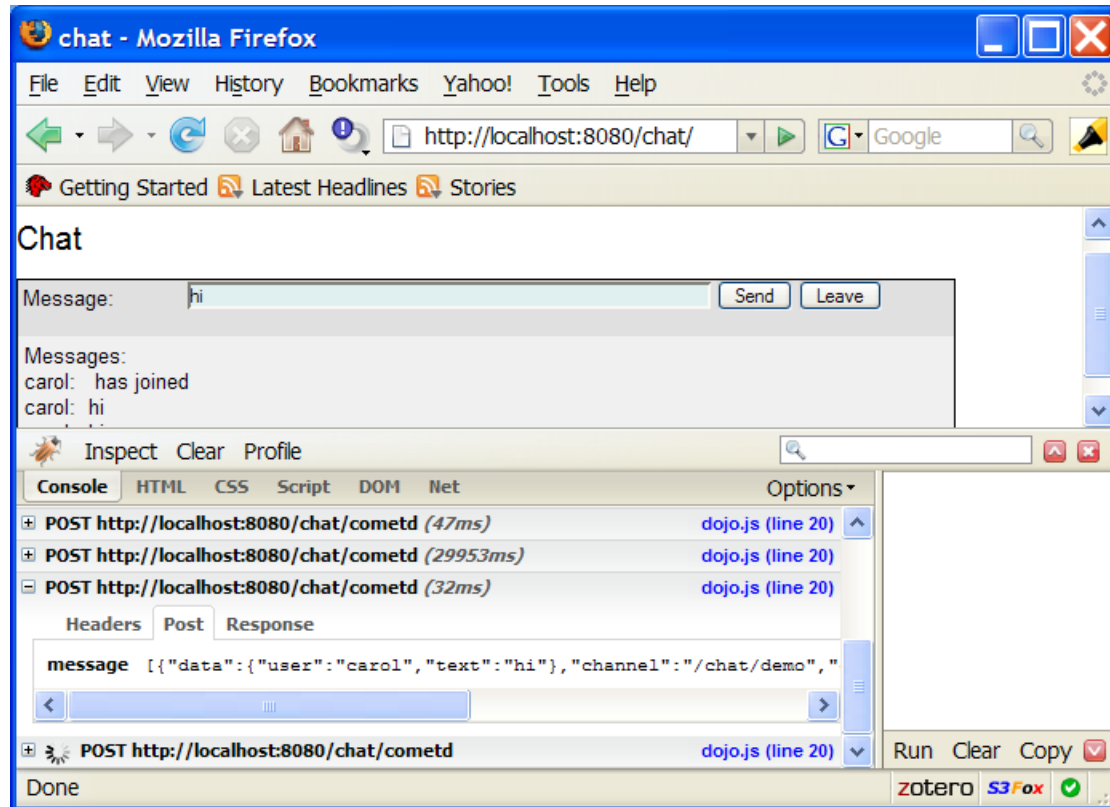 chat - Mozilla Firefox
File Edit View History Bookmarks Yahoo! Tools Help
http://localhost:8080/chat/ G Google
Getting Started Latest Headlines Stories
Chat
Message: hi Send Leave
Messages:
carol: has joined
carol: hi
Inspect Clear Profile
Console HTML CSS Script DOM Net Options
POST http://localhost:8080/chat/cometd (47ms) dojo.js (line 20)
POST http://localhost:8080/chat/cometd (29953ms) dojo.js (line 20)
POST http://localhost:8080/chat/cometd (32ms) dojo.js (line 20)
Headers Post Response
message [{"data":{"user":"carol","text":"hi"},"channel":"/chat/demo","
POST http://localhost:8080/chat/cometd dojo.js (line 20)
Run Clear Copy
Done zotero S3Fox